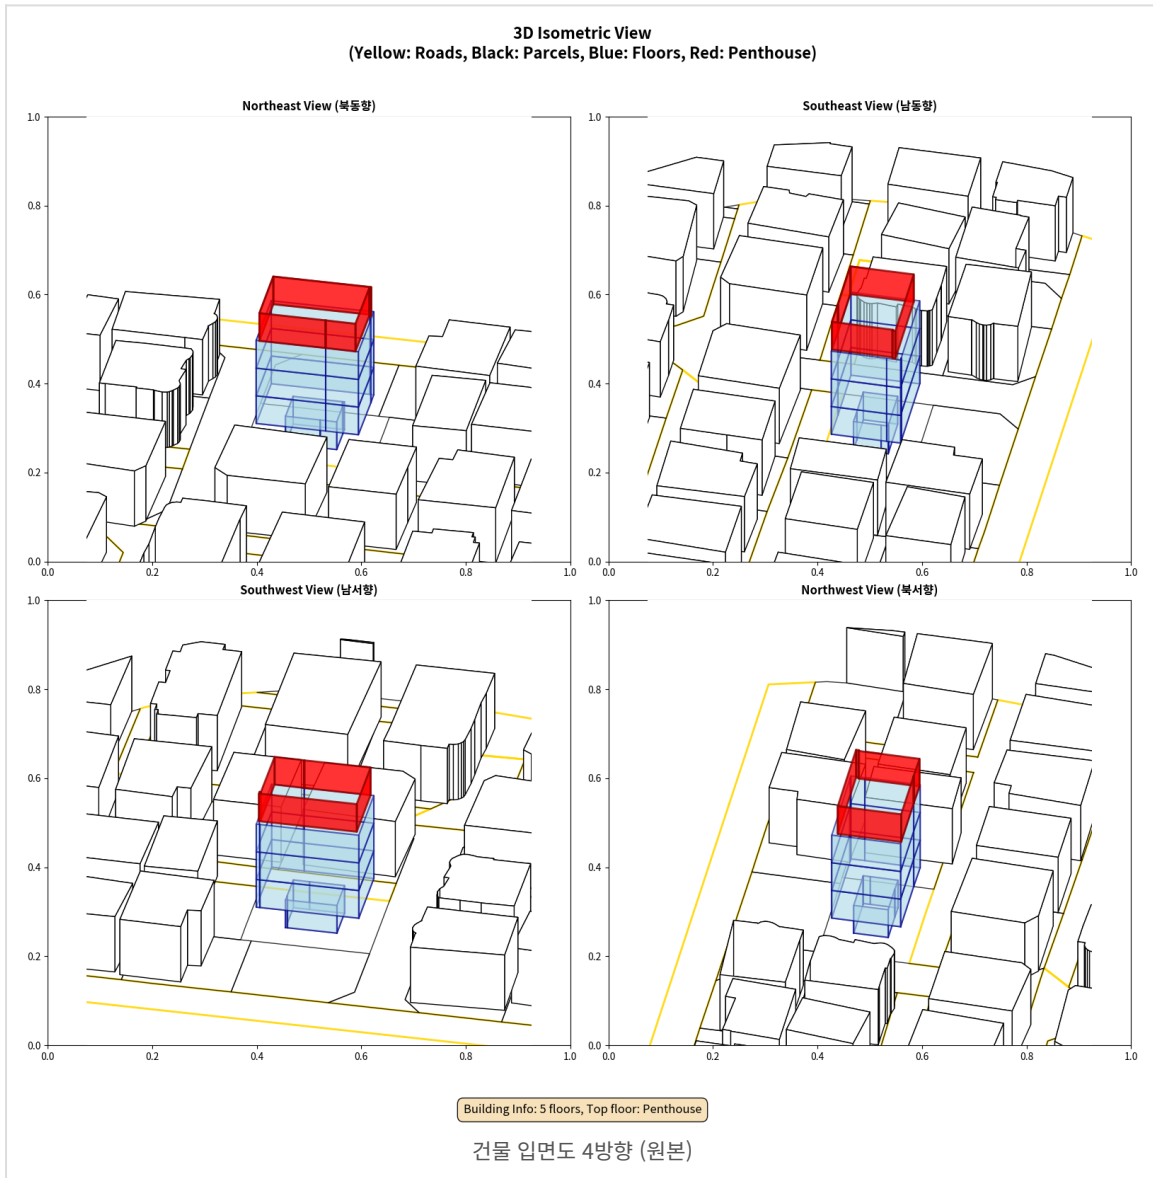 3D Isometric View
(Yellow: Roads, Black: Parcels, Blue: Floors, Red: Penthouse)
Northeast View (북동향)
1.0
0.8
0.6
0.4
0.2
0.0
0.0 0.2 0.4 0.6 0.8 1.0
Southeast View (남동향)
1.0
0.8
0.6
0.4
0.2
0.0
0.0 0.2 0.4 0.6 0.8 1.0
Southwest View (남서향)
1.0
0.8
0.6
0.4
0.2
0.0
0.0 0.2 0.4 0.6 0.8 1.0
Northwest View (북서향)
1.0
0.8
0.6
0.4
0.2
0.0
0.0 0.2 0.4 0.6 0.8 1.0
Building Info: 5 floors, Top floor: Penthouse
건물 입면도 4방향 (원본)